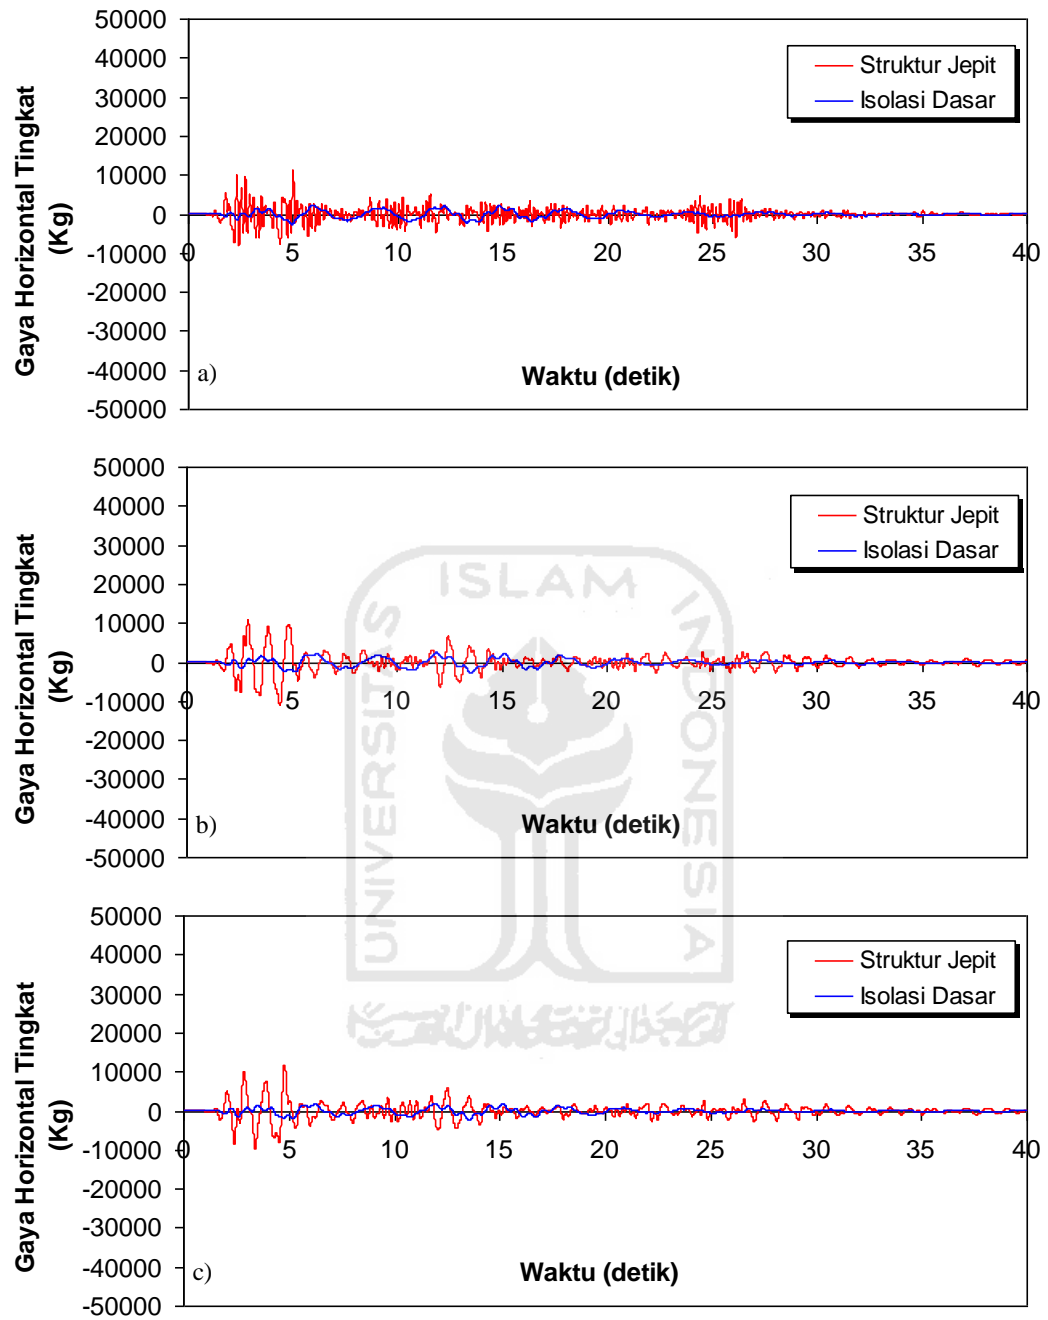 50000
40000
30000
20000
10000
0
-10000
-20000
-30000
-40000
-50000
Gaya Horizontal Tingkat
(Kg)
Struktur Jepit
Isolasi Dasar
0 5 10 15 20 25 30 35 40
a)
Waktu (detik)
50000
40000
30000
20000
10000
0
-10000
-20000
-30000
-40000
-50000
Gaya Horizontal Tingkat
(Kg)
Struktur Jepit
Isolasi Dasar
0 5 10 15 20 25 30 35 40
b)
Waktu (detik)
50000
40000
30000
20000
10000
0
-10000
-20000
-30000
-40000
-50000
Gaya Horizontal Tingkat
(Kg)
Struktur Jepit
Isolasi Dasar
0 5 10 15 20 25 30 35 40
c)
Waktu (detik)
UNIVERSITAS
ISLAM
INDONESIA